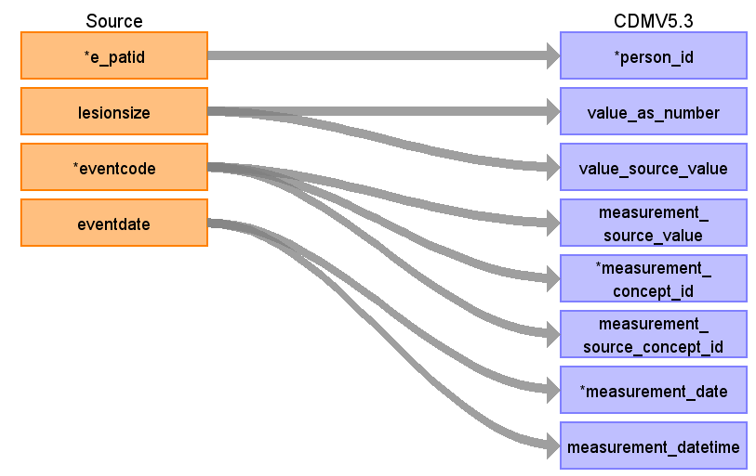 Source
CDMV5.3
*e_patid
*person_id
lesionsize
value_as_number
*eventcode
value_source_value
eventdate
measurement_
source_value
*measurement_
concept_id
measurement_
source_concept_id
*measurement_date
measurement_datetime